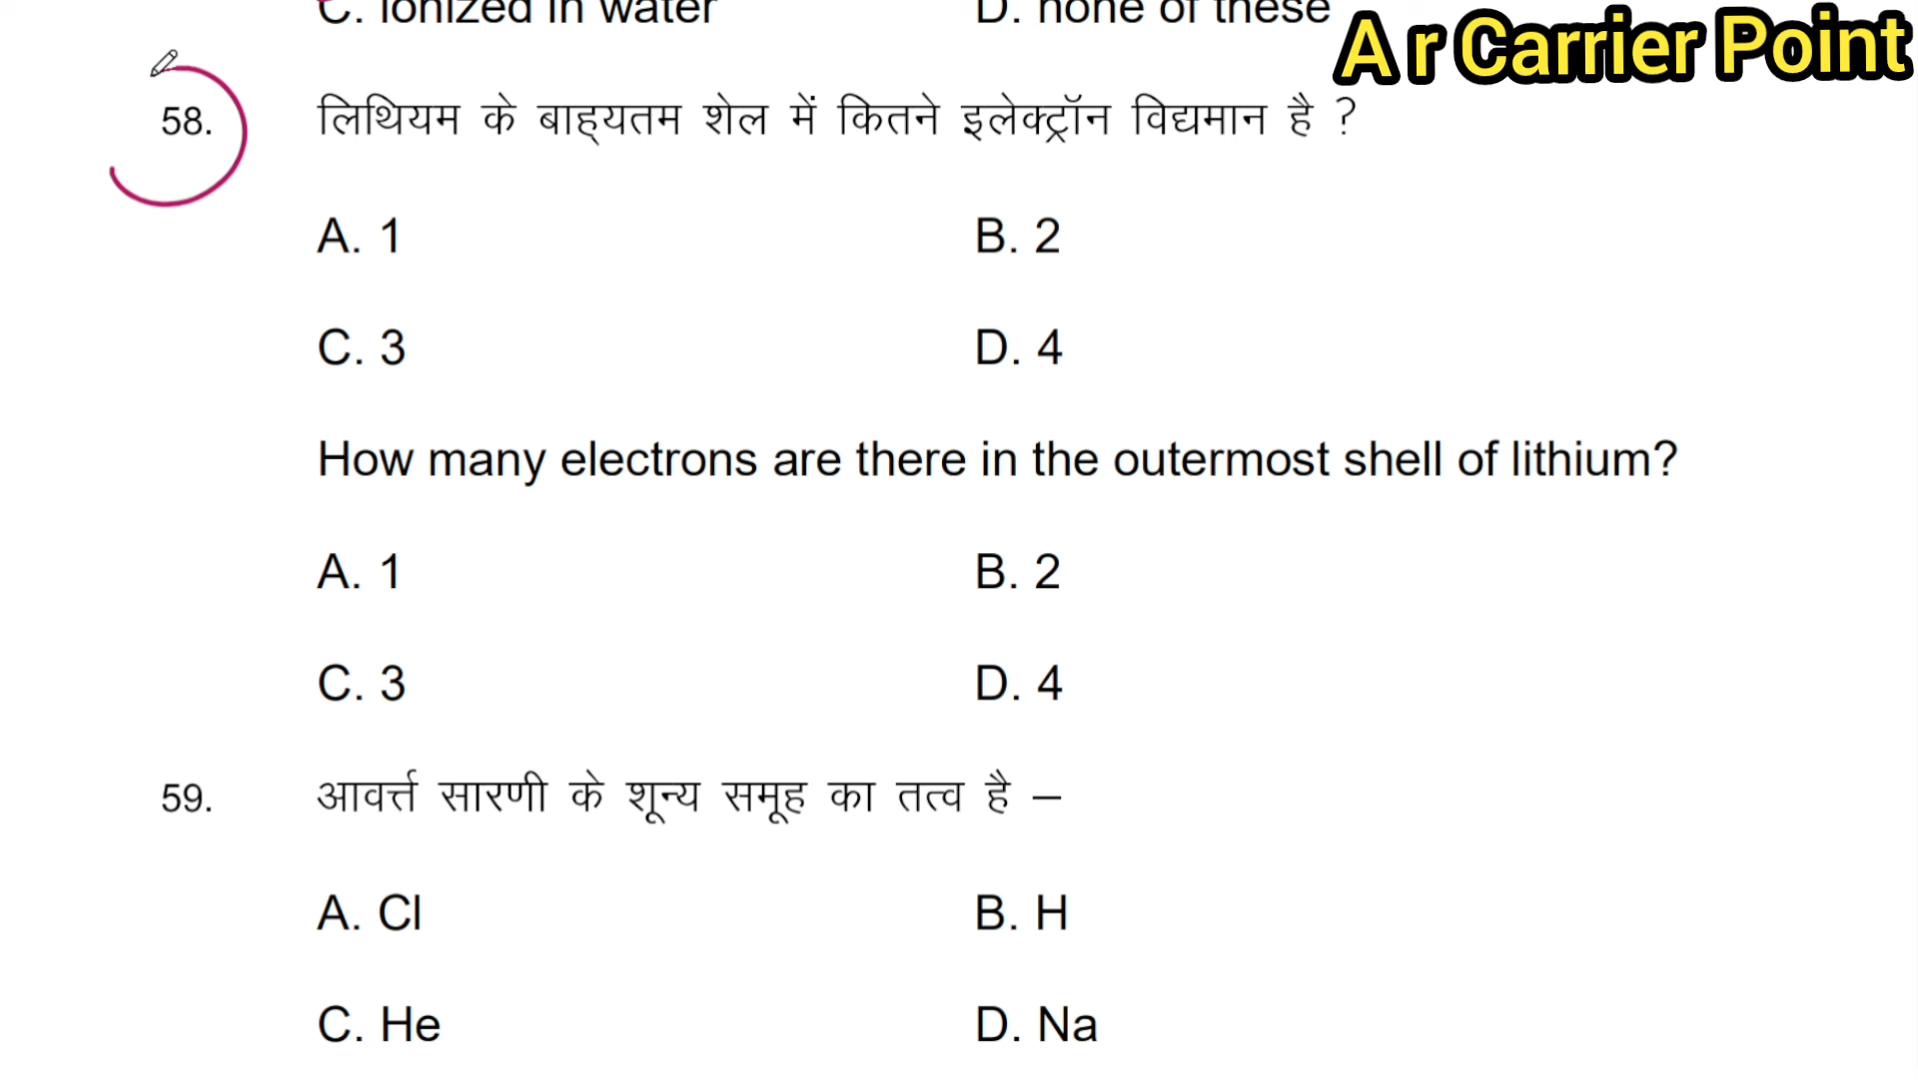 C. ionized in water D. none of these
A r Carrier Point
58. लिथियम के बाह्यतम शेल में कितने इलेक्ट्रॉन विद्यमान है ?
A. 1 B. 2
C. 3 D. 4
How many electrons are there in the outermost shell of lithium?
A. 1 B. 2
C. 3 D. 4
59. आवर्त्त सारणी के शून्य समूह का तत्व है –
A. Cl B. H
C. He D. Na